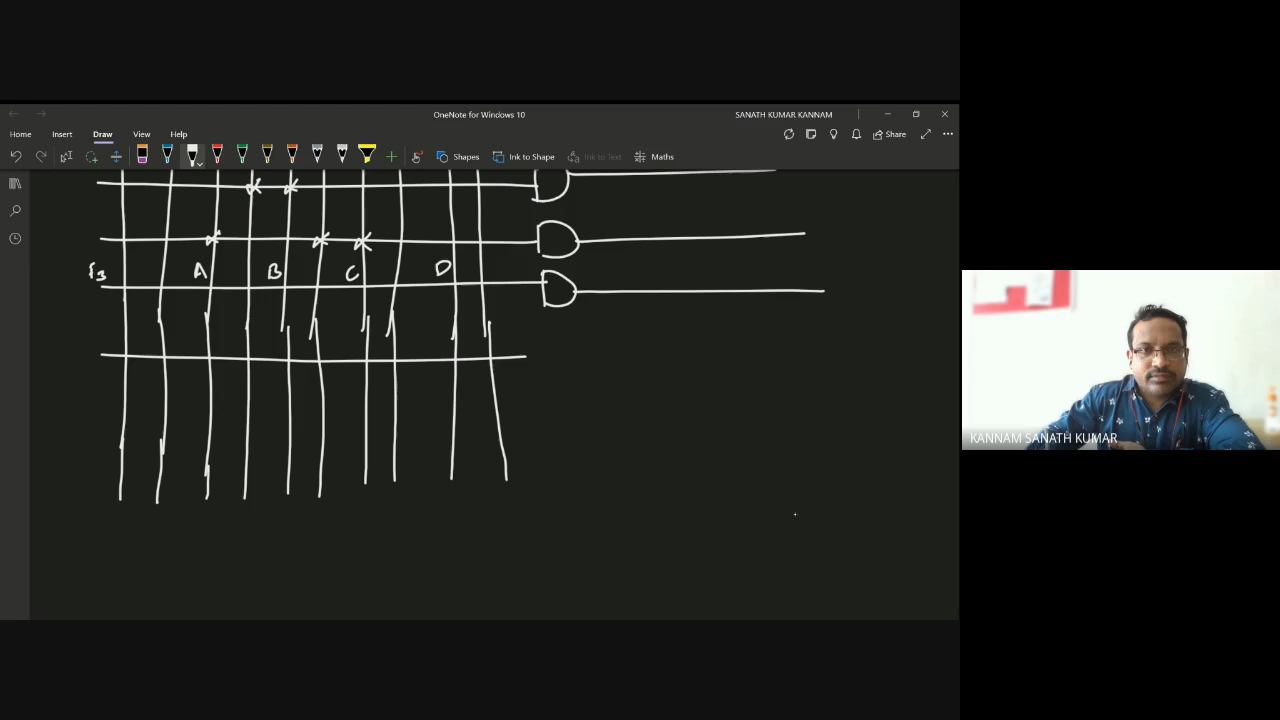 OneNote for Windows 10
SANATH KUMAR KANNAM
Home Insert Draw View Help
Share
Shapes Ink to Shape Ink to Text Maths
f3 A B C D
KANNAM SANATH KUMAR